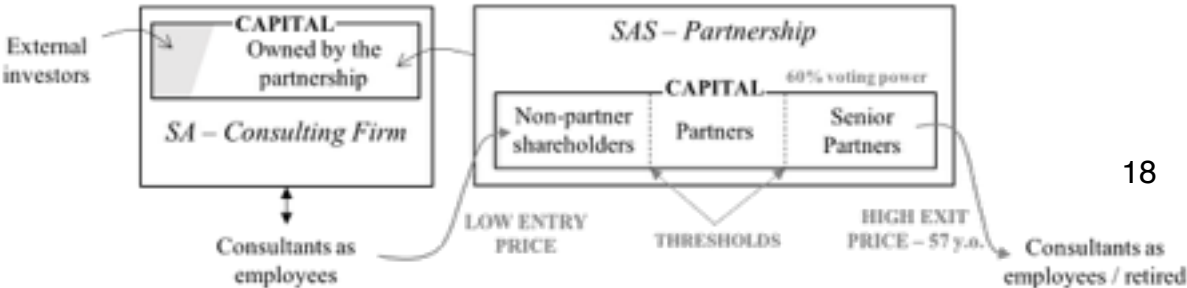 External
investors
CAPITAL
Owned by the
partnership
SA – Consulting Firm
Consultants as
employees
SAS – Partnership
60% voting power
CAPITAL
Non-partner
shareholders
Partners
Senior
Partners
LOW ENTRY
PRICE
THRESHOLDS
HIGH EXIT
PRICE – 57 y.o.
Consultants as
employees / retired
18